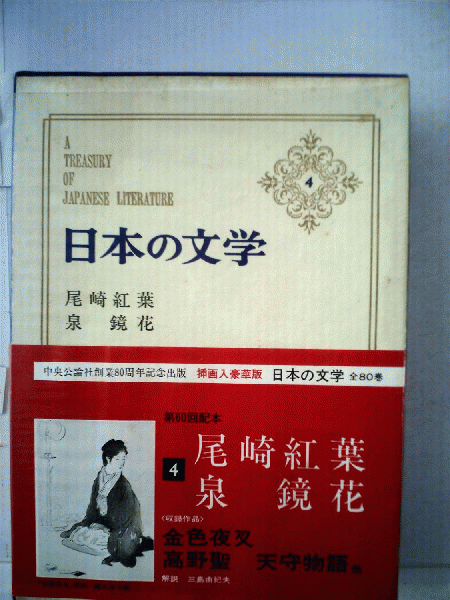 A
TREASURY
OF
JAPANESE LITERATURE
4
日本の文学
尾崎紅葉
泉鏡花
中央公論社創業80周年記念出版 挿画入豪華版 日本の文学 全80巻
第60回配本
4
尾崎紅葉
泉鏡花
〈収録作品〉
金色夜叉
高野聖 天守物語 他
解説 三島由紀夫